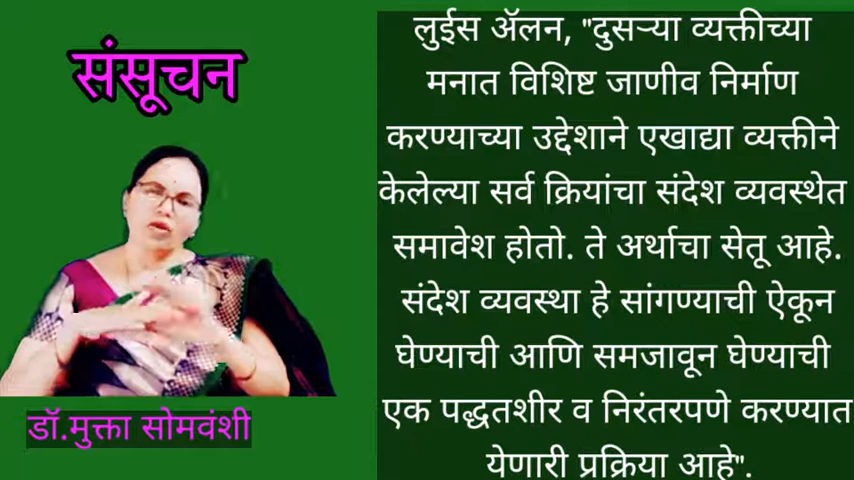 संसूचन
डॉ.मुक्ता सोमवंशी
लुईस ॲलन, "दुसऱ्या व्यक्तीच्या
मनात विशिष्ट जाणीव निर्माण
करण्याच्या उद्देशाने एखाद्या व्यक्तीने
केलेल्या सर्व क्रियांचा संदेश व्यवस्थेत
समावेश होतो. ते अर्थाचा सेतू आहे.
संदेश व्यवस्था हे सांगण्याची ऐकून
घेण्याची आणि समजावून घेण्याची
एक पद्धतशीर व निरंतरपणे करण्यात
येणारी प्रक्रिया आहे".